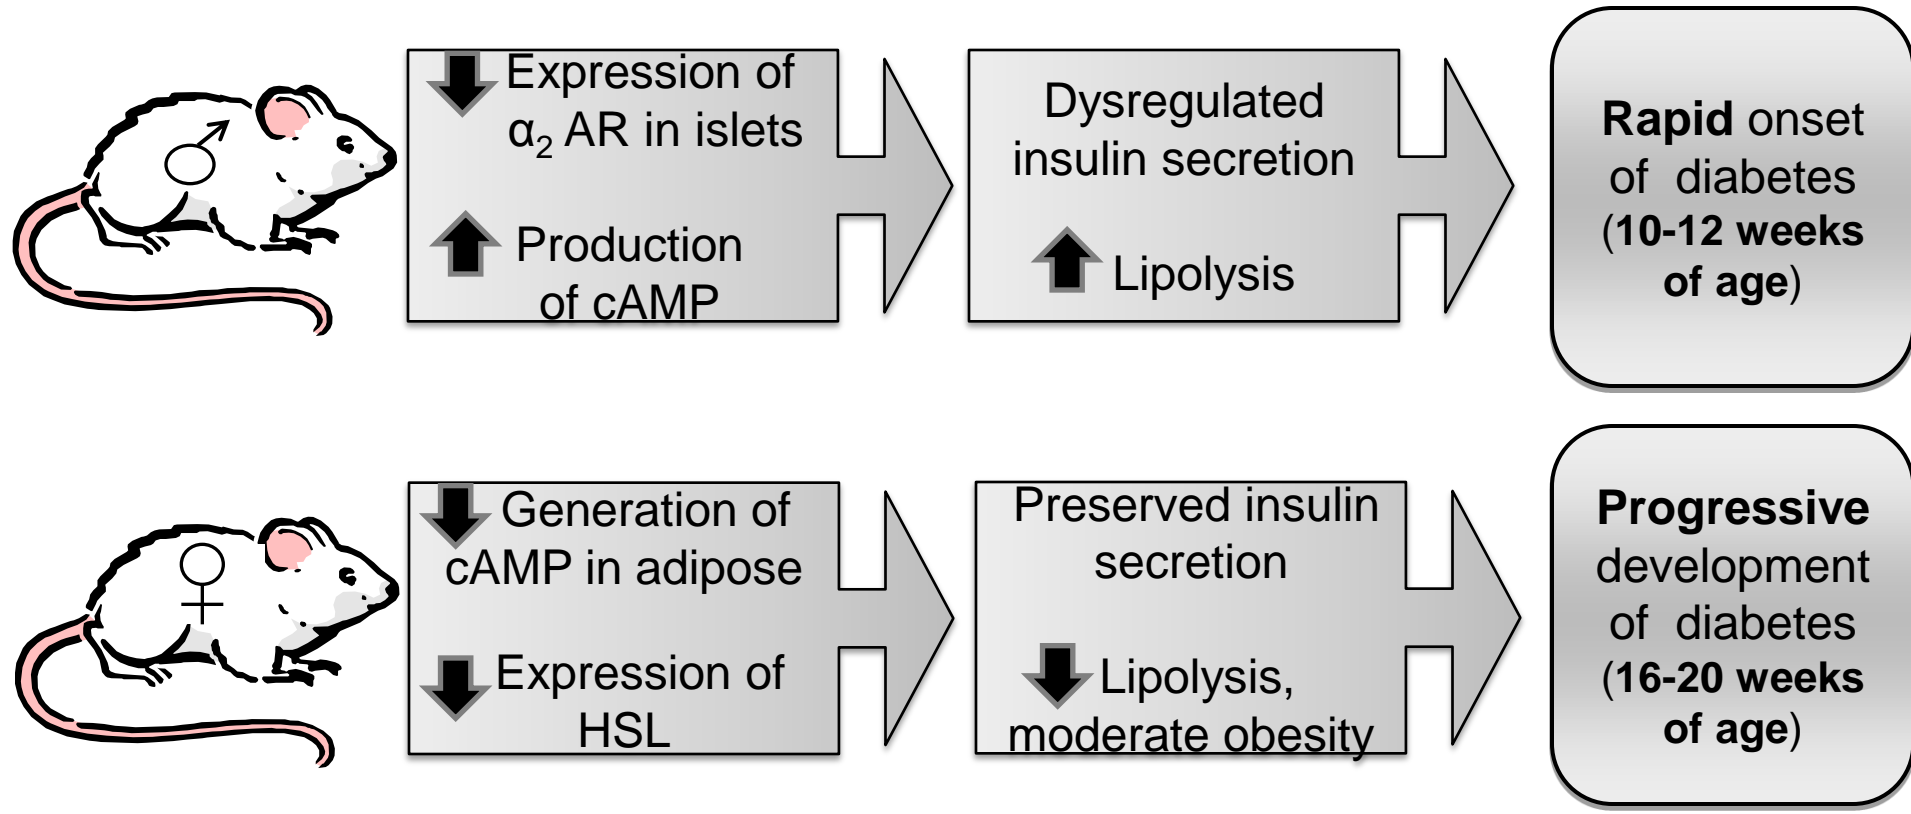 Expression of
α₂ AR in islets
Production
of cAMP
Dysregulated
insulin secretion
Lipolysis
Rapid onset
of diabetes
(10-12 weeks
of age)
Generation of
cAMP in adipose
Expression of
HSL
Preserved insulin
secretion
Lipolysis,
moderate obesity
Progressive
development
of diabetes
(16-20 weeks
of age)